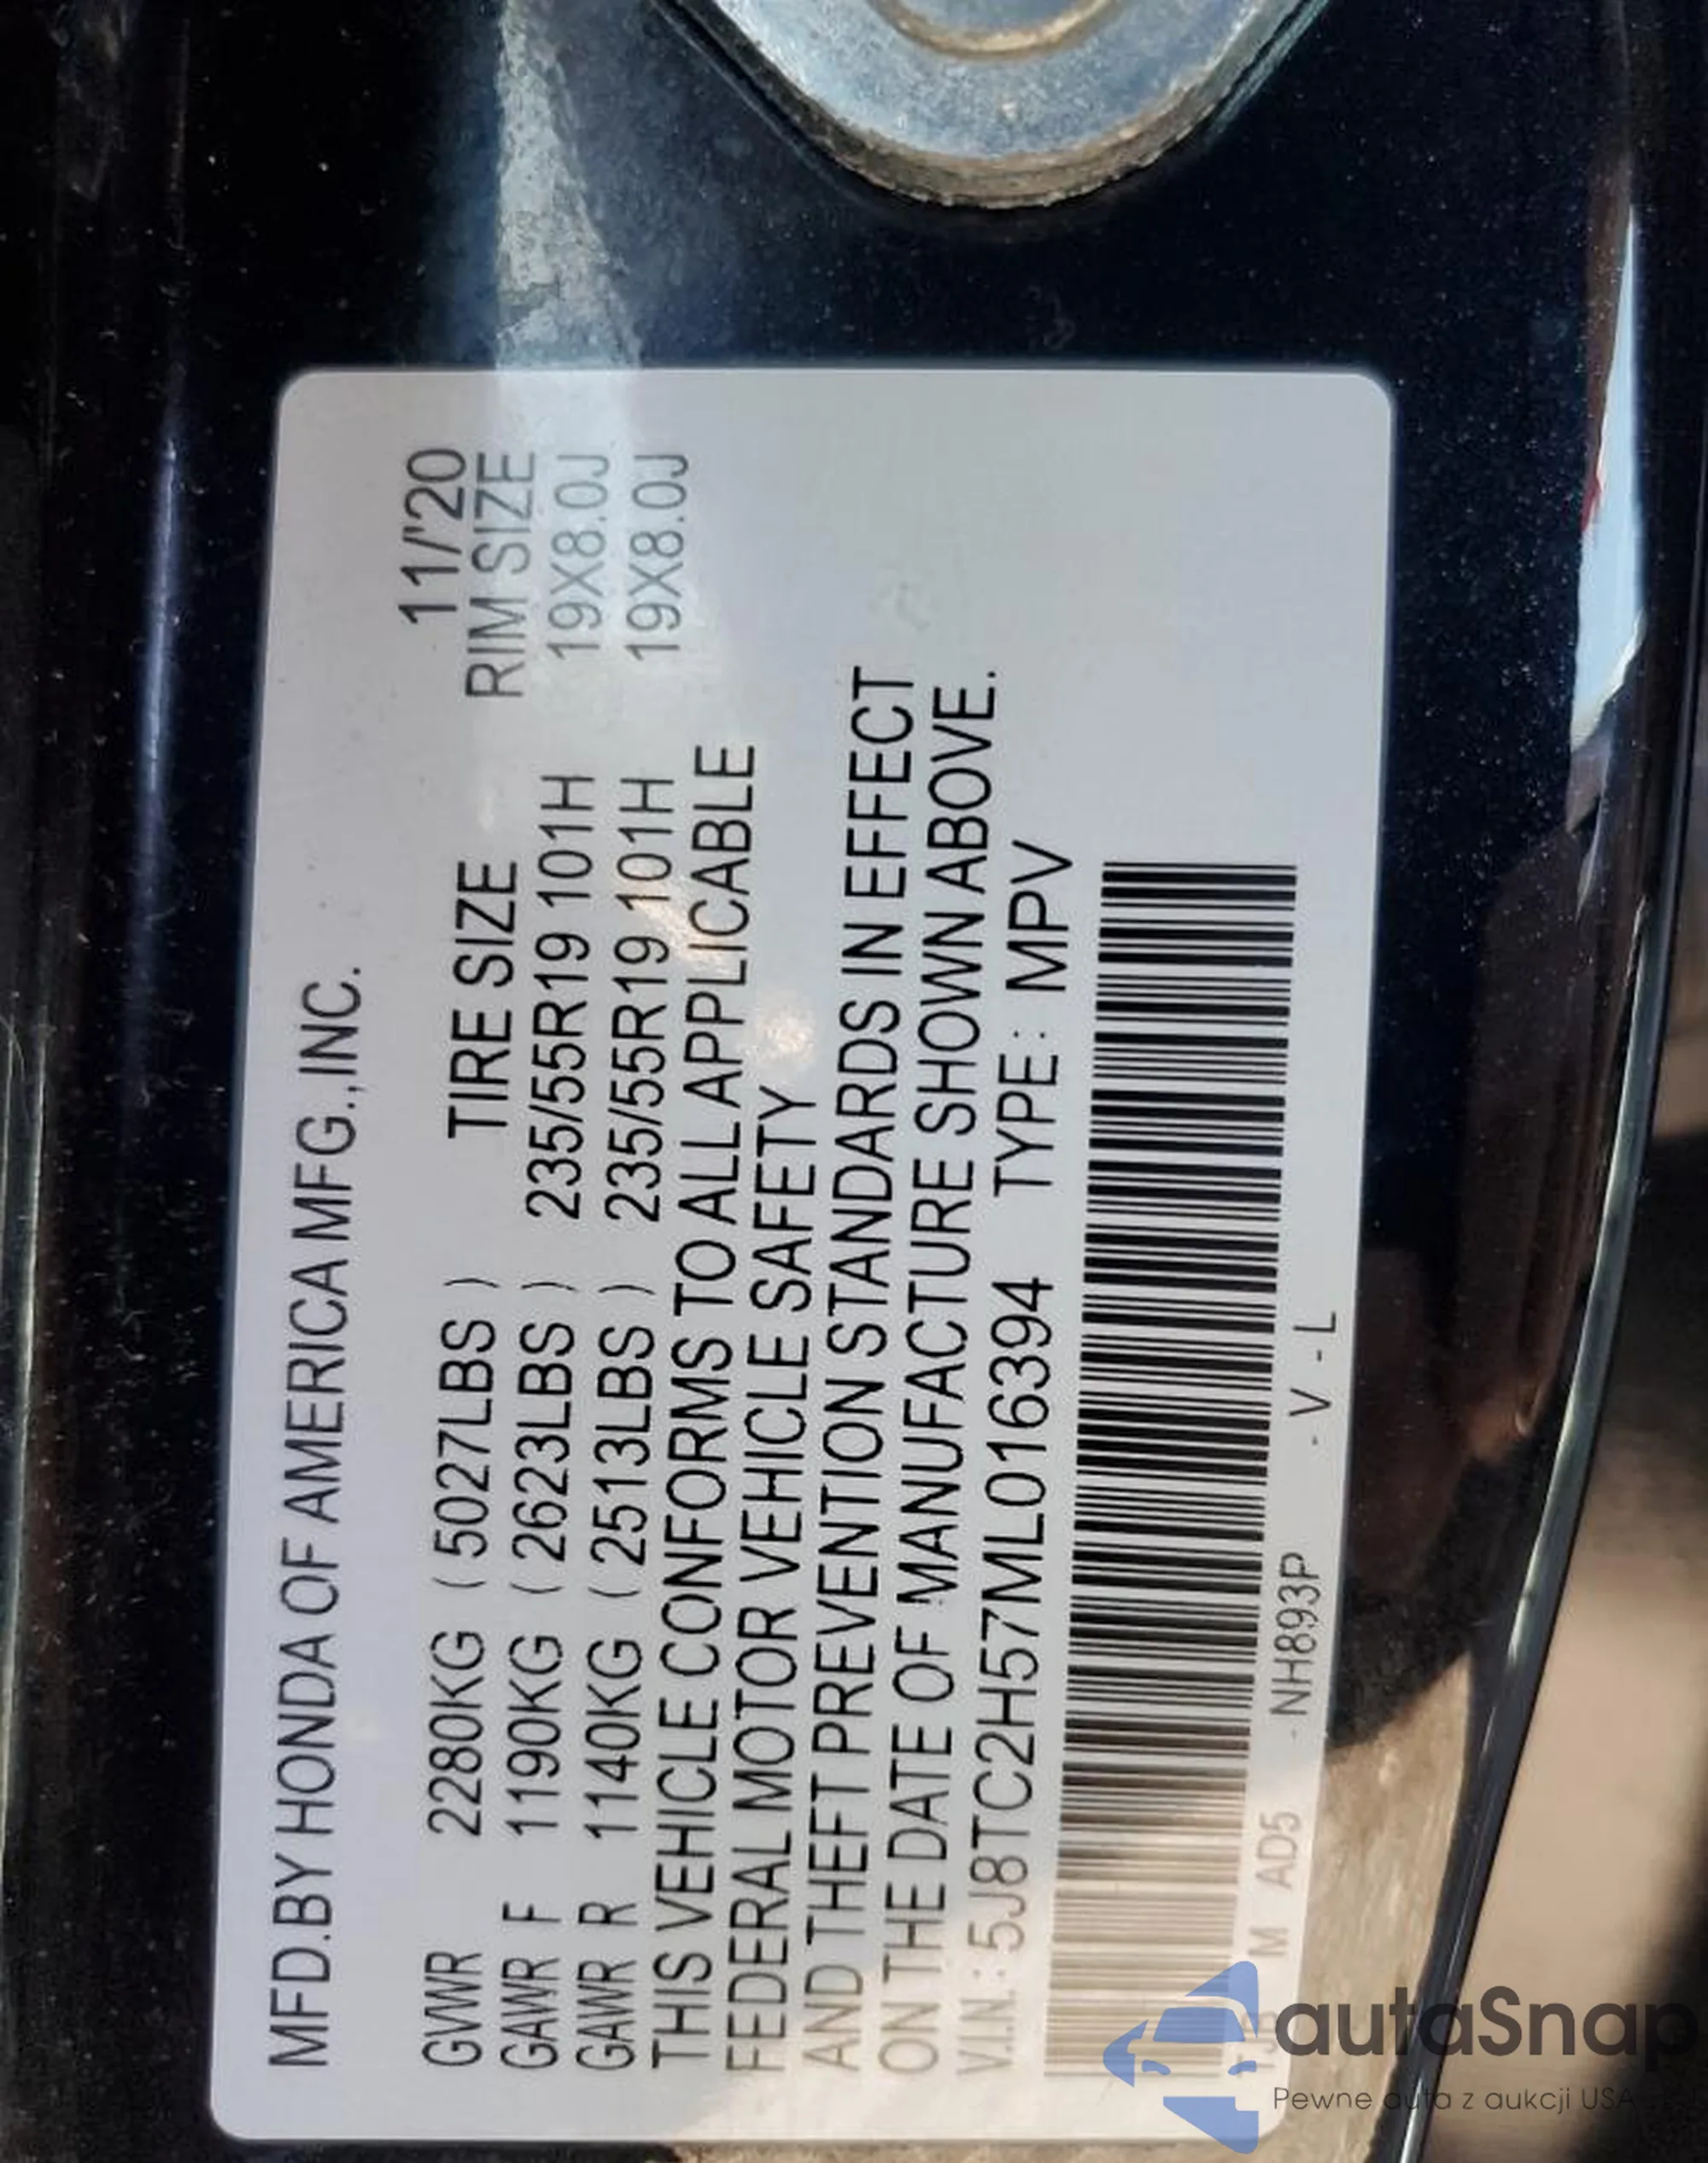 MFD.BY HONDA OF AMERICA MFG.,INC.
11/'20
GVWR 2280KG ( 5027LBS ) TIRE SIZE RIM SIZE
GAWR F 1190KG ( 2623LBS ) 235/55R19 101H 19X8.0J
GAWR R 1140KG ( 2513LBS ) 235/55R19 101H 19X8.0J
THIS VEHICLE CONFORMS TO ALL APPLICABLE
FEDERAL MOTOR VEHICLE SAFETY
AND THEFT PREVENTION STANDARDS IN EFFECT
ON THE DATE OF MANUFACTURE SHOWN ABOVE.
V.I.N.: 5J8TC2H57ML016394 TYPE: MPV
M AD5 - NH893P - V - L
autaSnap
Pewne auta z aukcji USA